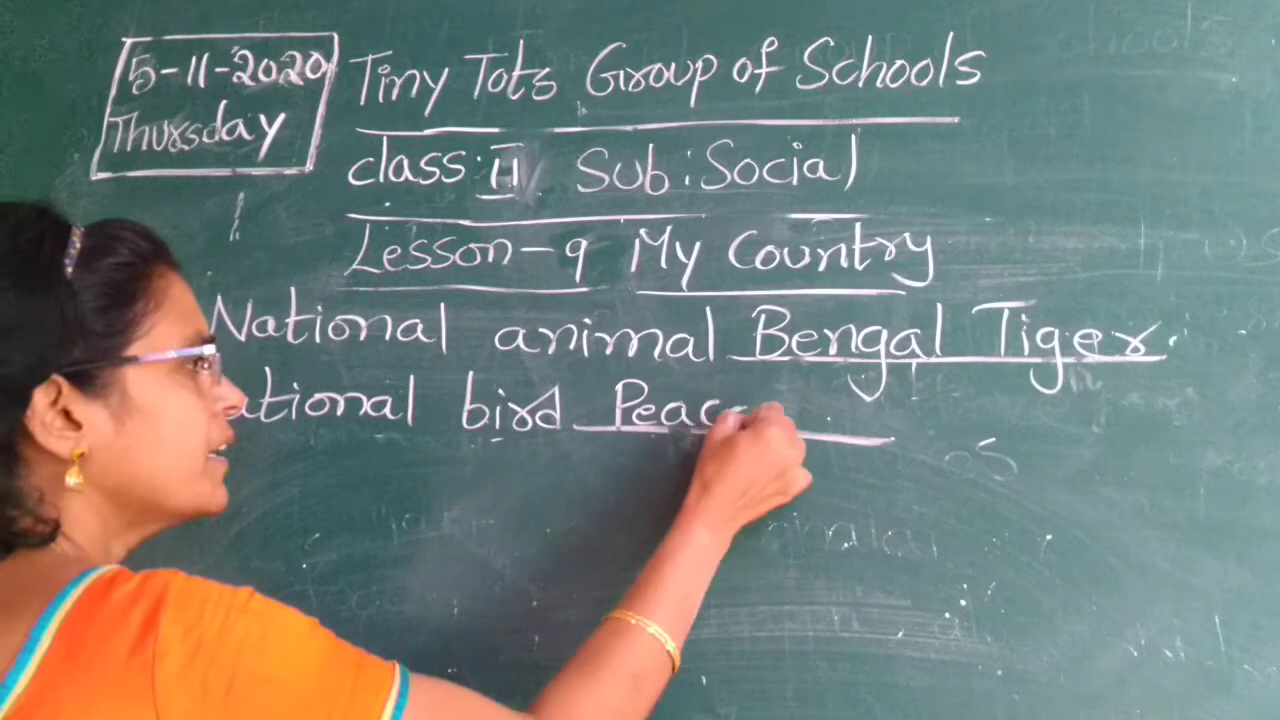 5-11-2020
Thursday
Tiny Tots Group of Schools
class: II Sub: Social
Lesson-9 My Country
National animal Bengal Tiger.
ational bird Peac